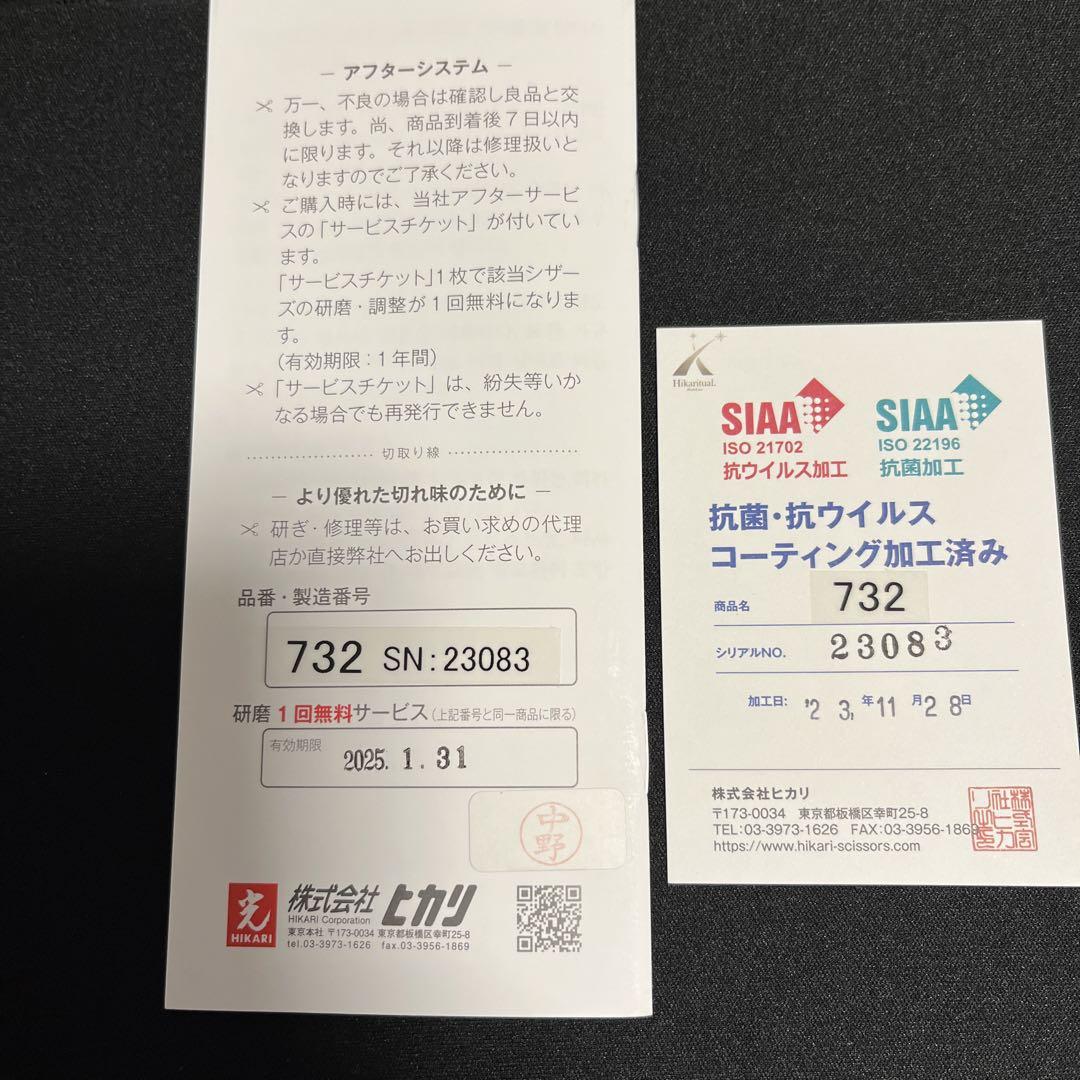 − アフターシステム −
万一、不良の場合は確認し良品と交
換します。尚、商品到着後7日以内
に限ります。それ以降は修理扱いと
なりますのでご了承ください。
ご購入時には、当社アフターサービ
スの「サービスチケット」が付いてい
ます。
「サービスチケット」1枚で該当シザー
ズの研磨・調整が1回無料になりま
す。
(有効期限:1年間)
「サービスチケット」は、紛失等いか
なる場合でも再発行できません。
切取り線
− より優れた切れ味のために −
研ぎ・修理等は、お買い求めの代理
店か直接弊社へお出しください。
品番・製造番号
732 SN:23083
研磨1回無料サービス(上記番号と同一商品に限る)
有効期限
2025. 1. 31
中野
光
HIKARI
株式会社ヒカリ
HIKARI Corporation
東京本社 〒173-0034 東京都板橋区幸町25-8
tel.03-3973-1626 fax.03-3956-1869
Hikaritual.
SIAA
ISO 21702
抗ウイルス加工
SIAA
ISO 22196
抗菌加工
抗菌・抗ウイルス
コーティング加工済み
商品名 732
シリアルNO. 23083
加工日: '23,年11月28日
株式会社ヒカリ
〒173-0034 東京都板橋区幸町25-8
TEL:03-3973-1626 FAX:03-3956-1869
https://www.hikari-scissors.com